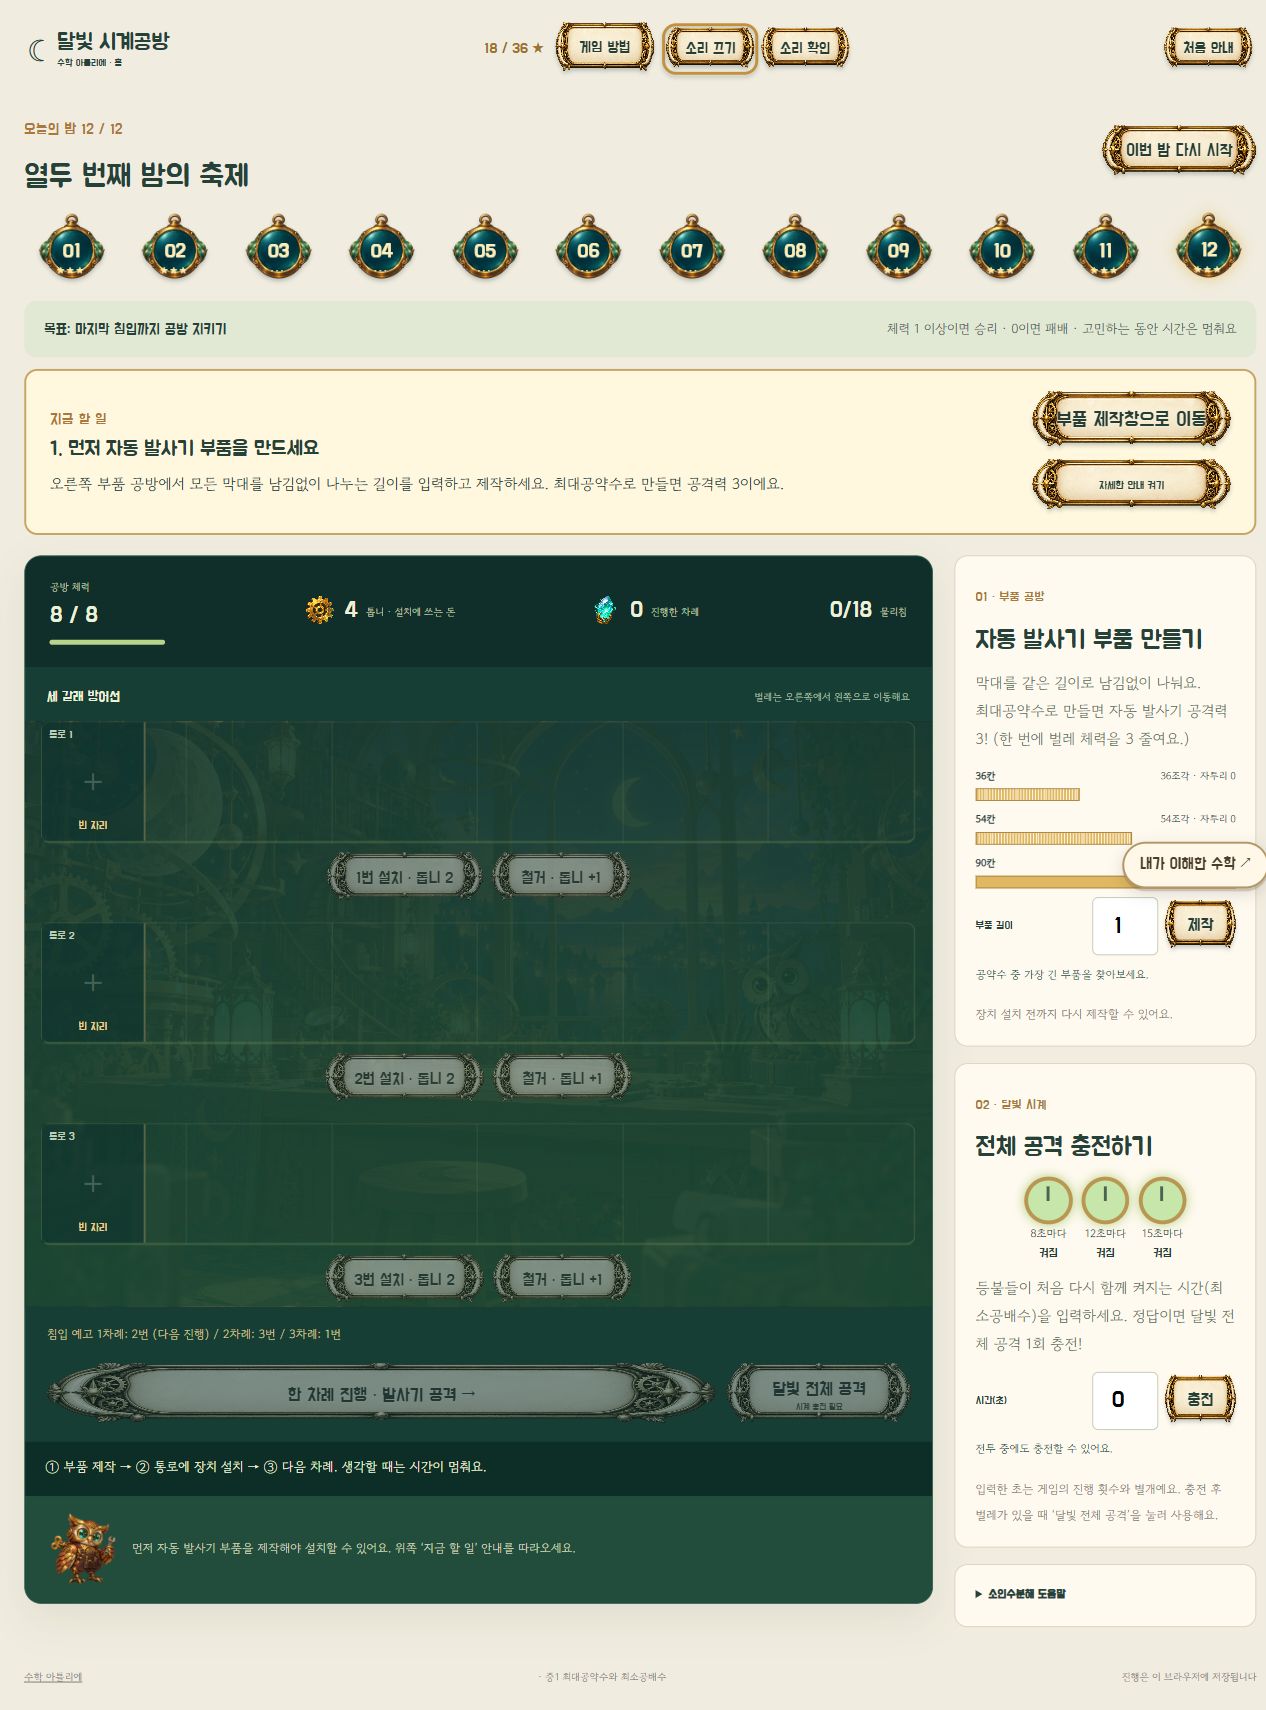 달빛 시계공방
수학 아틀리에 · 홈
18 / 36 ★
게임 방법
소리 끄기
소리 확인
처음 안내
오늘의 밤 12 / 12
열두 번째 밤의 축제
이번 밤 다시 시작
01
02
03
04
05
06
07
08
09
10
11
12
목표: 마지막 침입까지 공방 지키기
체력 1 이상이면 승리 · 0이면 패배 · 고민하는 동안 시간은 멈춰요
지금 할 일
1. 먼저 자동 발사기 부품을 만드세요
오른쪽 부품 공방에서 모든 막대를 남김없이 나누는 길이를 입력하고 제작하세요. 최대공약수로 만들면 공격력 3이에요.
부품 제작창으로 이동
자세한 안내 켜기
공방 체력
8 / 8
4 톱니 · 설치에 쓰는 돈
0 진행한 차례
0/18 물리침
세 갈래 방어선
벌레는 오른쪽에서 왼쪽으로 이동해요
통로 1
+
빈 자리
1번 설치 · 톱니 2
철거 · 톱니 +1
통로 2
+
빈 자리
2번 설치 · 톱니 2
철거 · 톱니 +1
통로 3
+
빈 자리
3번 설치 · 톱니 2
철거 · 톱니 +1
침입 예고 1차례: 2번 (다음 진행) / 2차례: 3번 / 3차례: 1번
한 차례 진행 · 발사기 공격 →
달빛 전체 공격
시계 충전 필요
① 부품 제작 → ② 통로에 장치 설치 → ③ 다음 차례. 생각할 때는 시간이 멈춰요.
먼저 자동 발사기 부품을 제작해야 설치할 수 있어요. 위쪽 ‘지금 할 일’ 안내를 따라오세요.
01 · 부품 공방
자동 발사기 부품 만들기
막대를 같은 길이로 남김없이 나눠요.
최대공약수로 만들면 자동 발사기 공격력
3! (한 번에 벌레 체력을 3 줄여요.)
36칸
36조각 · 자투리 0
54칸
54조각 · 자투리 0
90칸
내가 이해한 수학 ↗
부품 길이
1
제작
공약수 중 가장 긴 부품을 찾아보세요.
장치 설치 전까지 다시 제작할 수 있어요.
02 · 달빛 시계
전체 공격 충전하기
8초마다
12초마다
15초마다
켜짐
켜짐
켜짐
등불들이 처음 다시 함께 켜지는 시간(최
소공배수)을 입력하세요. 정답이면 달빛 전
체 공격 1회 충전!
시간(초)
0
충전
전투 중에도 충전할 수 있어요.
입력한 초는 게임의 진행 횟수와 별개예요. 충전 후
벌레가 있을 때 ‘달빛 전체 공격’을 눌러 사용해요.
▶ 소인수분해 도움말
수학 아틀리에
· 중1 최대공약수와 최소공배수
진행은 이 브라우저에 저장됩니다